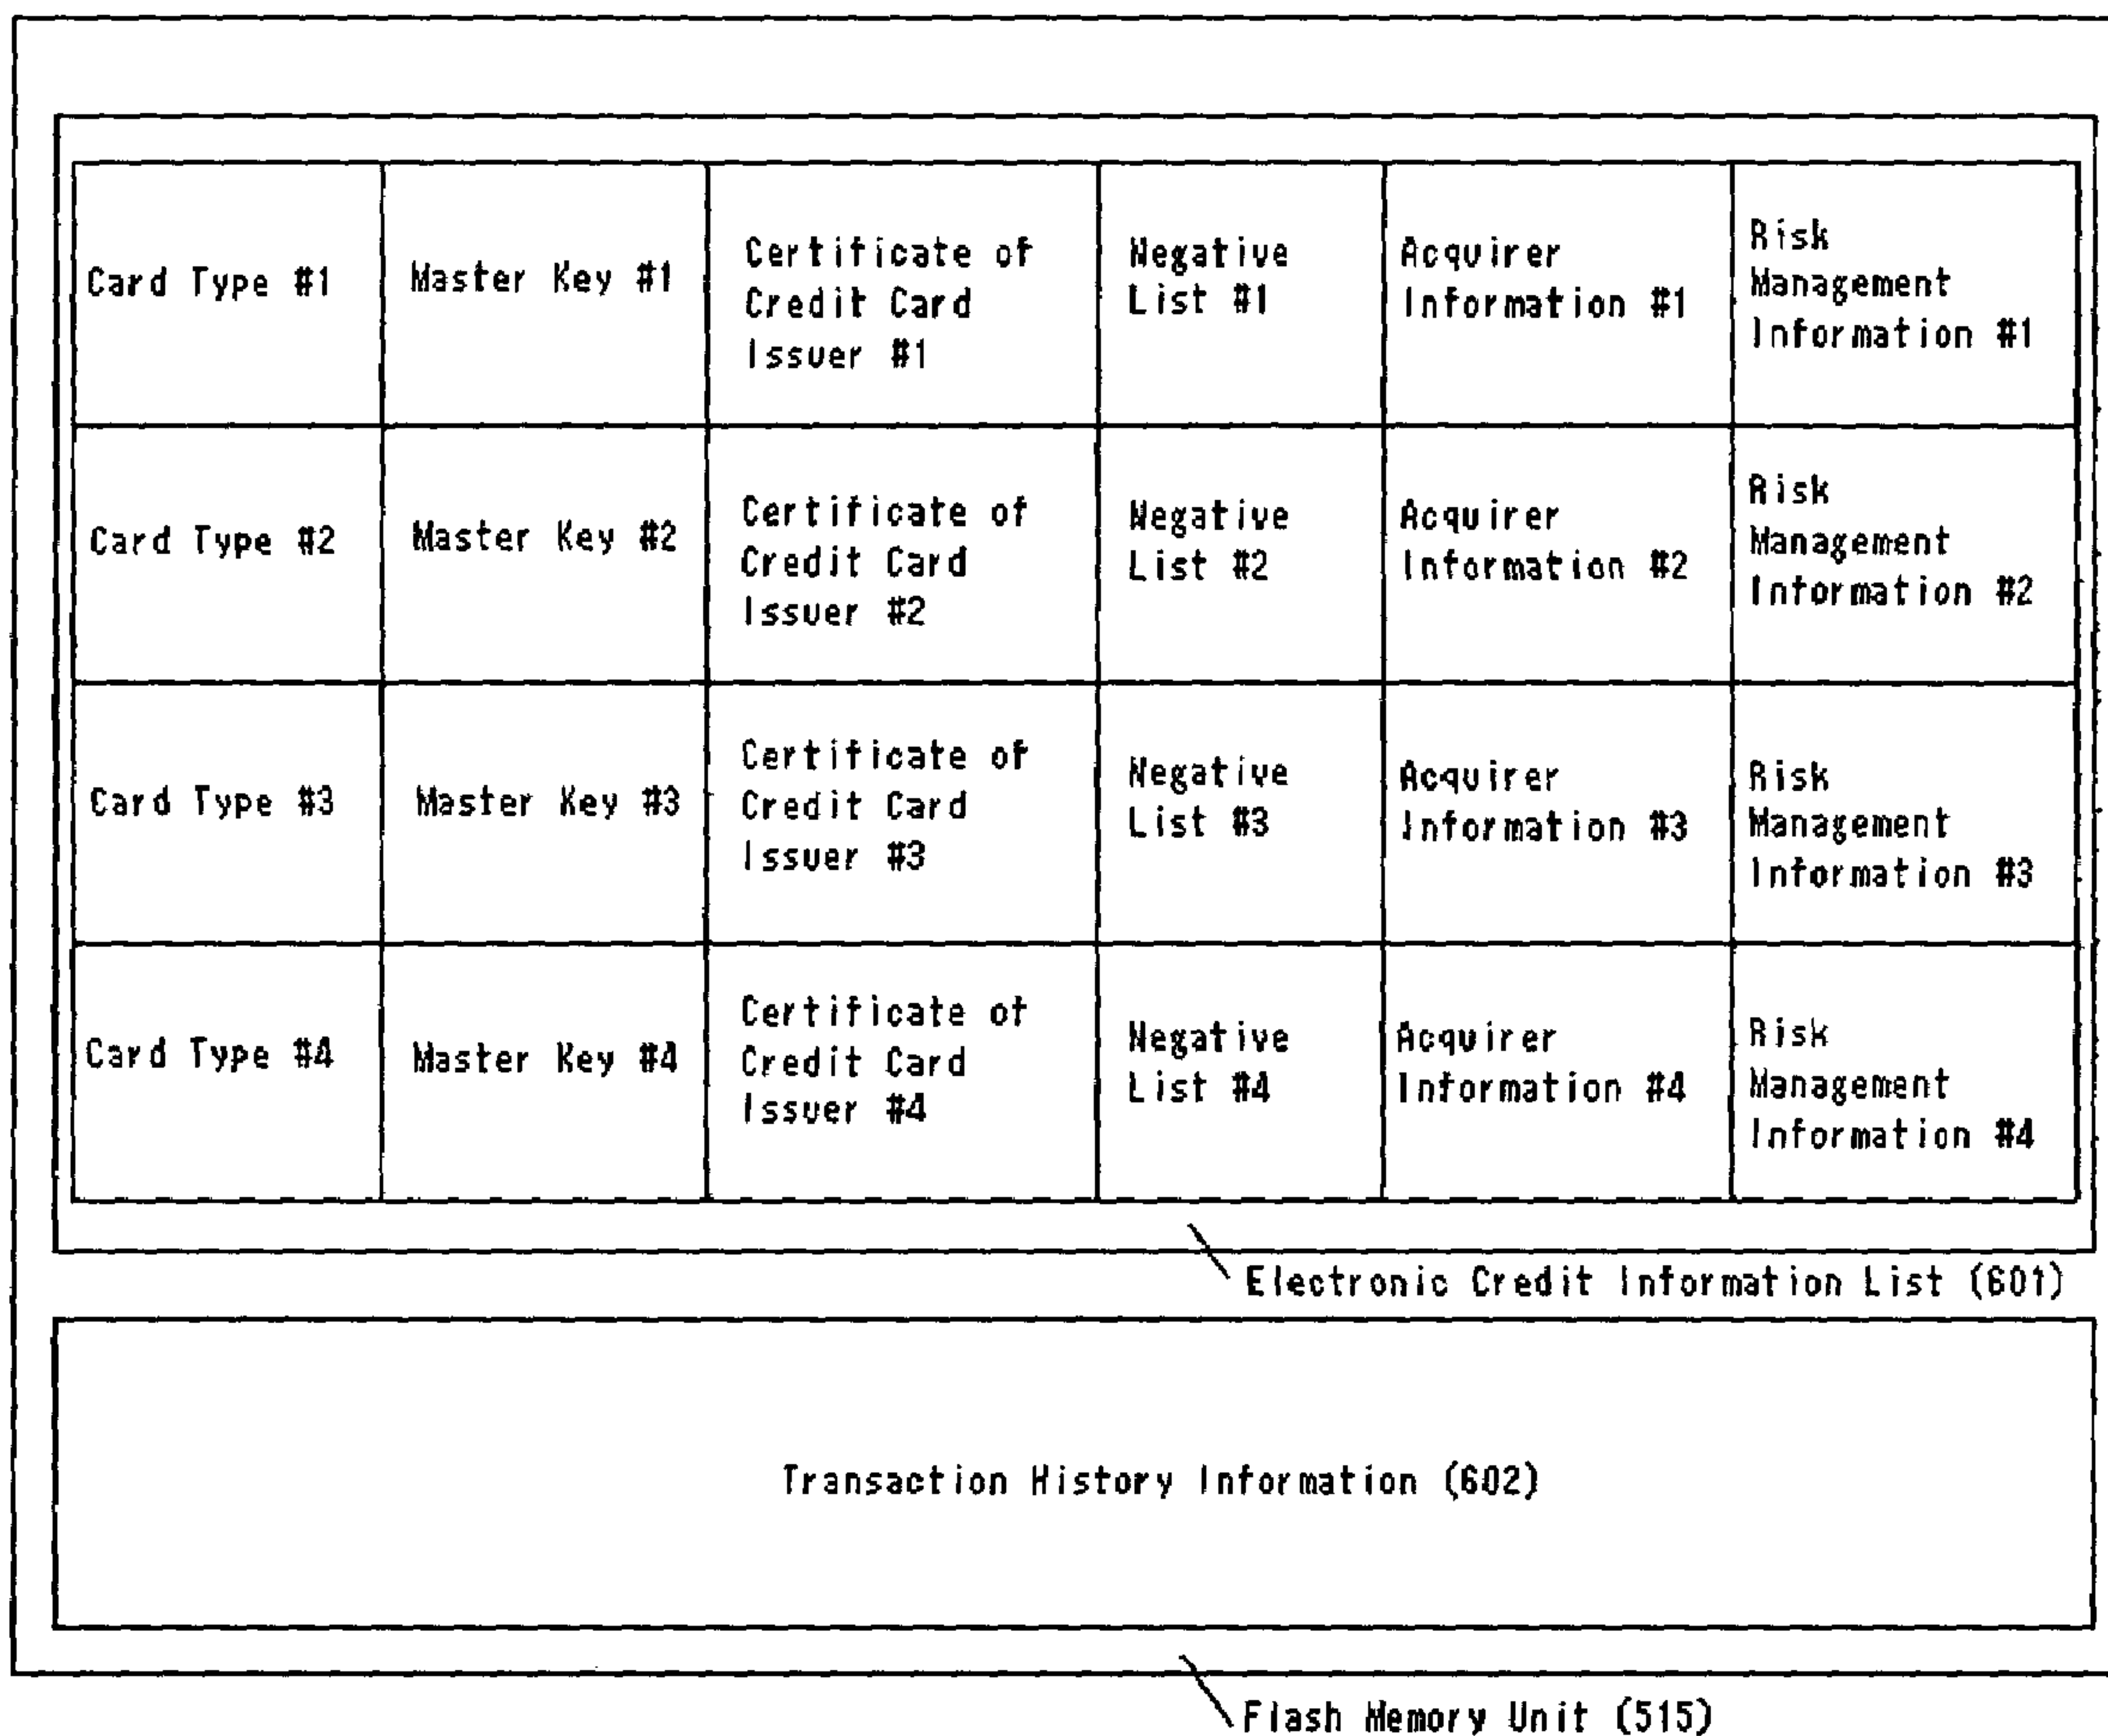 Card Type #1
Master Key #1
Certificate of
Credit Card
Issuer #1
Negative
List #1
Acquirer
Information #1
Risk
Management
Information #1
Card Type #2
Master Key #2
Certificate of
Credit Card
Issuer #2
Negative
List #2
Acquirer
Information #2
Risk
Management
Information #2
Card Type #3
Master Key #3
Certificate of
Credit Card
Issuer #3
Negative
List #3
Acquirer
Information #3
Risk
Management
Information #3
Card Type #4
Master Key #4
Certificate of
Credit Card
Issuer #4
Negative
List #4
Acquirer
Information #4
Risk
Management
Information #4
Electronic Credit Information List (601)
Transaction History Information (602)
Flash Memory Unit (515)